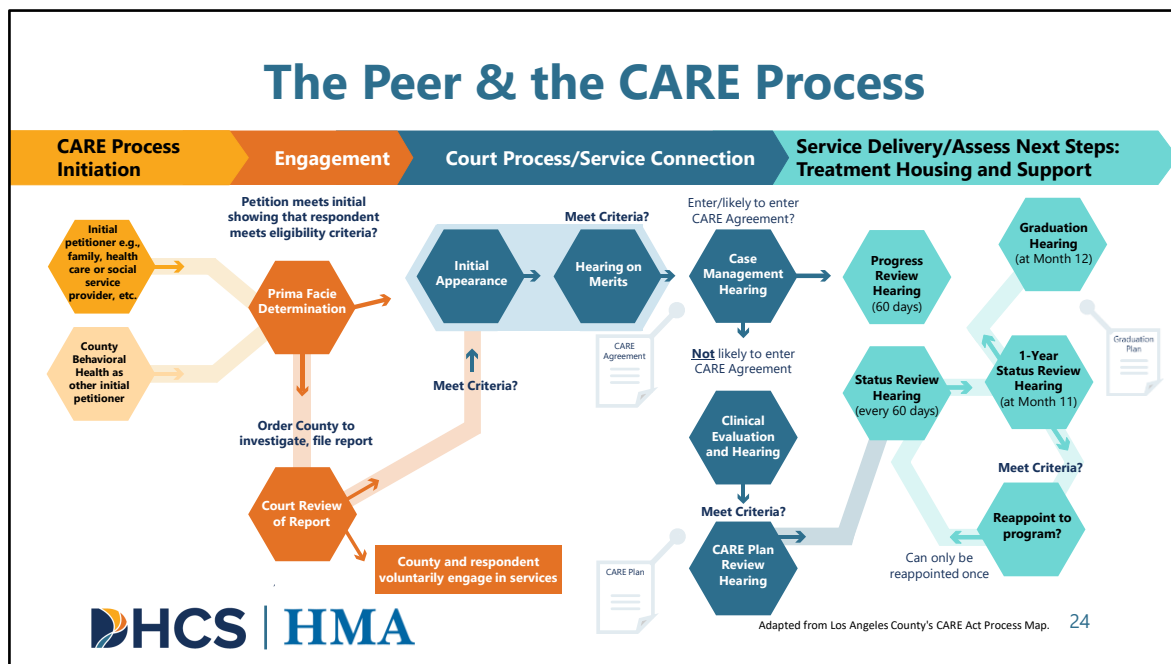 The Peer & the CARE Process
CARE Process
Initiation
Engagement
Court Process/Service Connection
Service Delivery/Assess Next Steps:
Treatment Housing and Support
Initial
petitioner e.g.,
family, health
care or social
service
provider, etc.
County
Behavioral
Health as
other initial
petitioner
Petition meets initial
showing that respondent
meets eligibility criteria?
Prima Facie
Determination
Order County to
investigate, file report
Court Review
of Report
County and respondent
voluntarily engage in services
Meet Criteria?
Initial
Appearance
Meet Criteria?
Hearing on
Merits
CARE
Agreement
Enter/likely to enter
CARE Agreement?
Case
Management
Hearing
Not likely to enter
CARE Agreement
Clinical
Evaluation
and Hearing
Meet Criteria?
CARE Plan
Review
Hearing
CARE Plan
Progress
Review
Hearing
(60 days)
Status Review
Hearing
(every 60 days)
Graduation
Hearing
(at Month 12)
Graduation
Plan
1-Year
Status Review
Hearing
(at Month 11)
Meet Criteria?
Reappoint to
program?
Can only be
reappointed once
.
DHCS | HMA
Adapted from Los Angeles County's CARE Act Process Map.
24